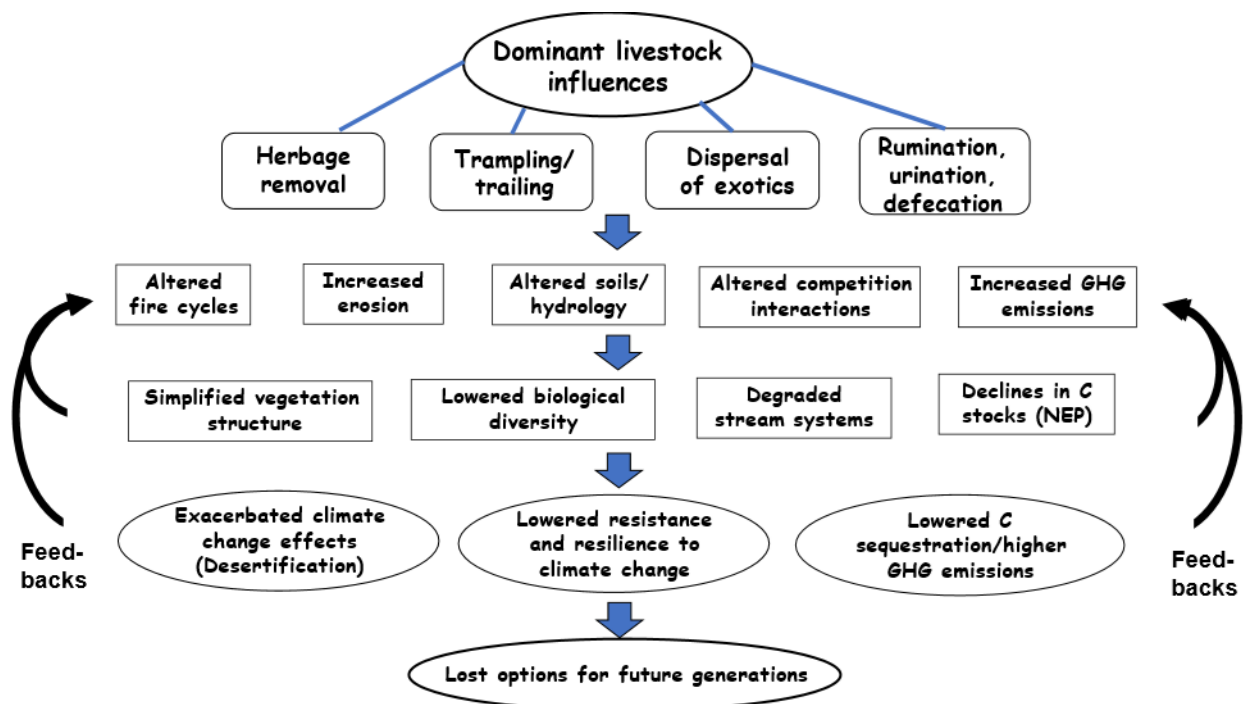 Dominant livestock
influences
Herbage
removal
Trampling/
trailing
Dispersal
of exotics
Rumination,
urination,
defecation
Altered
fire cycles
Increased
erosion
Altered soils/
hydrology
Altered competition
interactions
Increased GHG
emissions
Simplified vegetation
structure
Lowered biological
diversity
Degraded
stream systems
Declines in C
stocks (NEP)
Exacerbated climate
change effects
(Desertification)
Lowered resistance
and resilience to
climate change
Lowered C
sequestration/higher
GHG emissions
Feed-
backs
Feed-
backs
Lost options for future generations